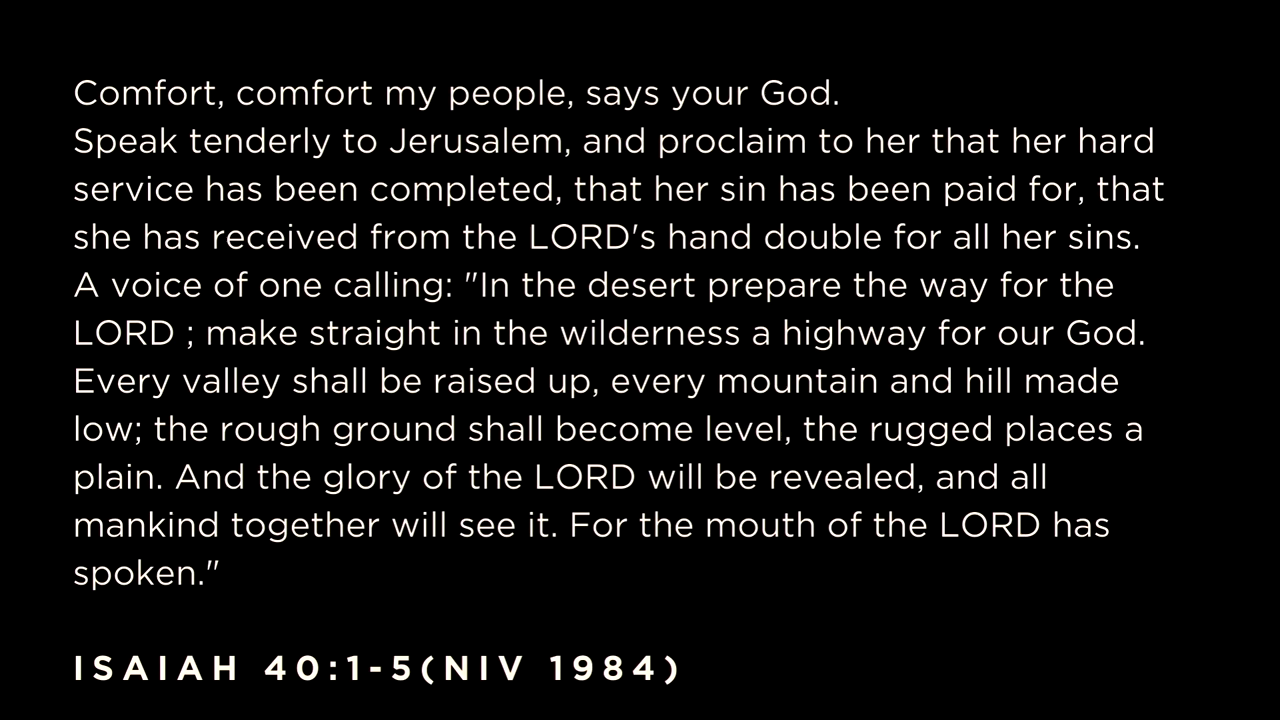 Comfort, comfort my people, says your God.
Speak tenderly to Jerusalem, and proclaim to her that her hard
service has been completed, that her sin has been paid for, that
she has received from the LORD's hand double for all her sins.
A voice of one calling: "In the desert prepare the way for the
LORD ; make straight in the wilderness a highway for our God.
Every valley shall be raised up, every mountain and hill made
low; the rough ground shall become level, the rugged places a
plain. And the glory of the LORD will be revealed, and all
mankind together will see it. For the mouth of the LORD has
spoken."
ISAIAH 40:1-5(NIV 1984)